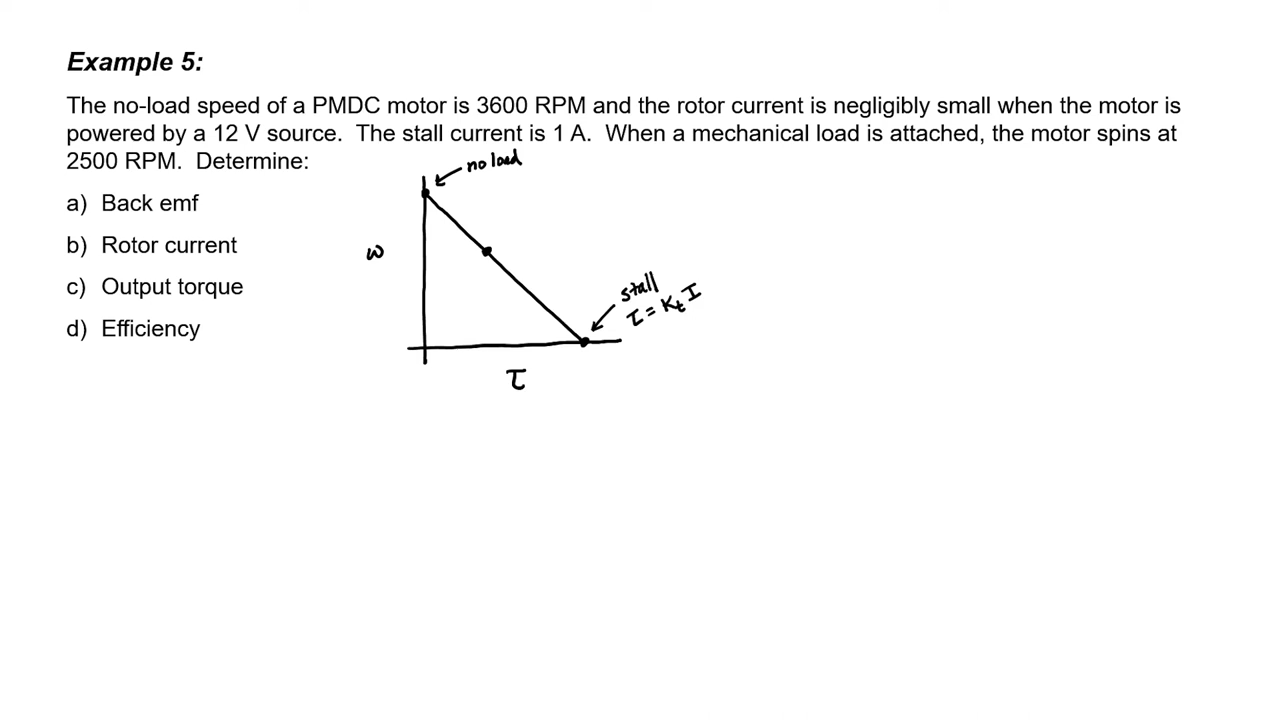 Example 5:
The no-load speed of a PMDC motor is 3600 RPM and the rotor current is negligibly small when the motor is
powered by a 12 V source. The stall current is 1 A. When a mechanical load is attached, the motor spins at
2500 RPM. Determine:
no load
a) Back emf
b) Rotor current
ω
c) Output torque
stall
τ = Kt I
d) Efficiency
τ